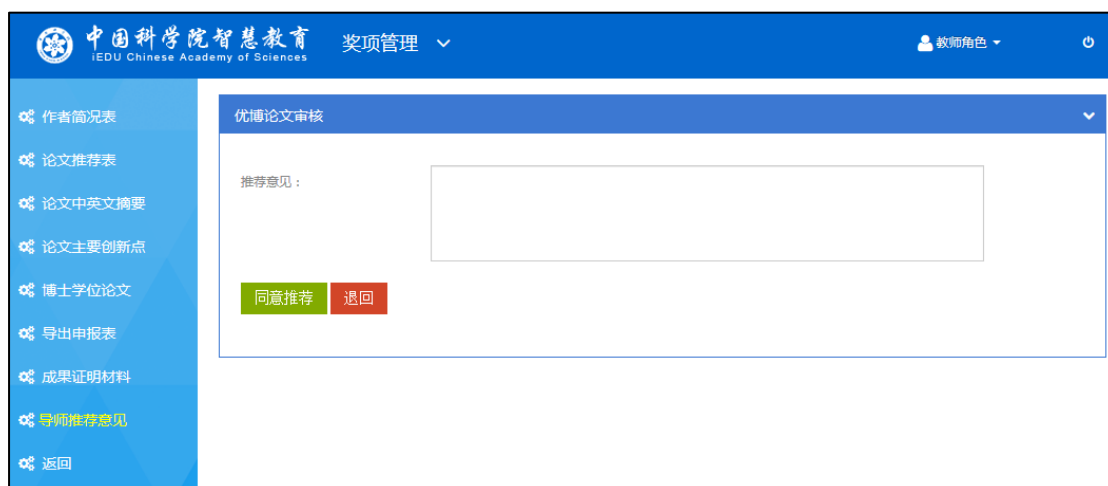 中国科学院智慧教育
iEDU Chinese Academy of Sciences
奖项管理
教师角色
作者简况表
论文推荐表
论文中英文摘要
论文主要创新点
博士学位论文
导出申报表
成果证明材料
导师推荐意见
返回
优博论文审核
推荐意见：
同意推荐
退回